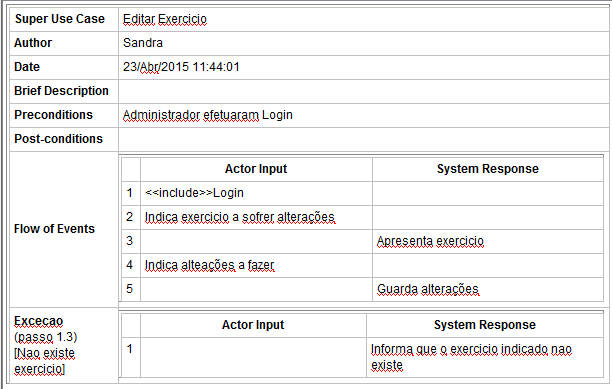 Super Use Case Editar Exercicio
Author Sandra
Date 23/Abr/2015 11:44:01
Brief Description
Preconditions Administrador efetuaram Login
Post-conditions
Flow of Events
Actor Input System Response
1 <<include>>Login
2 Indica exercicio a sofrer alterações
3 Apresenta exercicio
4 Indica alteações a fazer
5 Guarda alterações
Excecao
(passo 1.3)
[Nao existe
exercicio]
Actor Input System Response
1 Informa que o exercicio indicado nao
existe